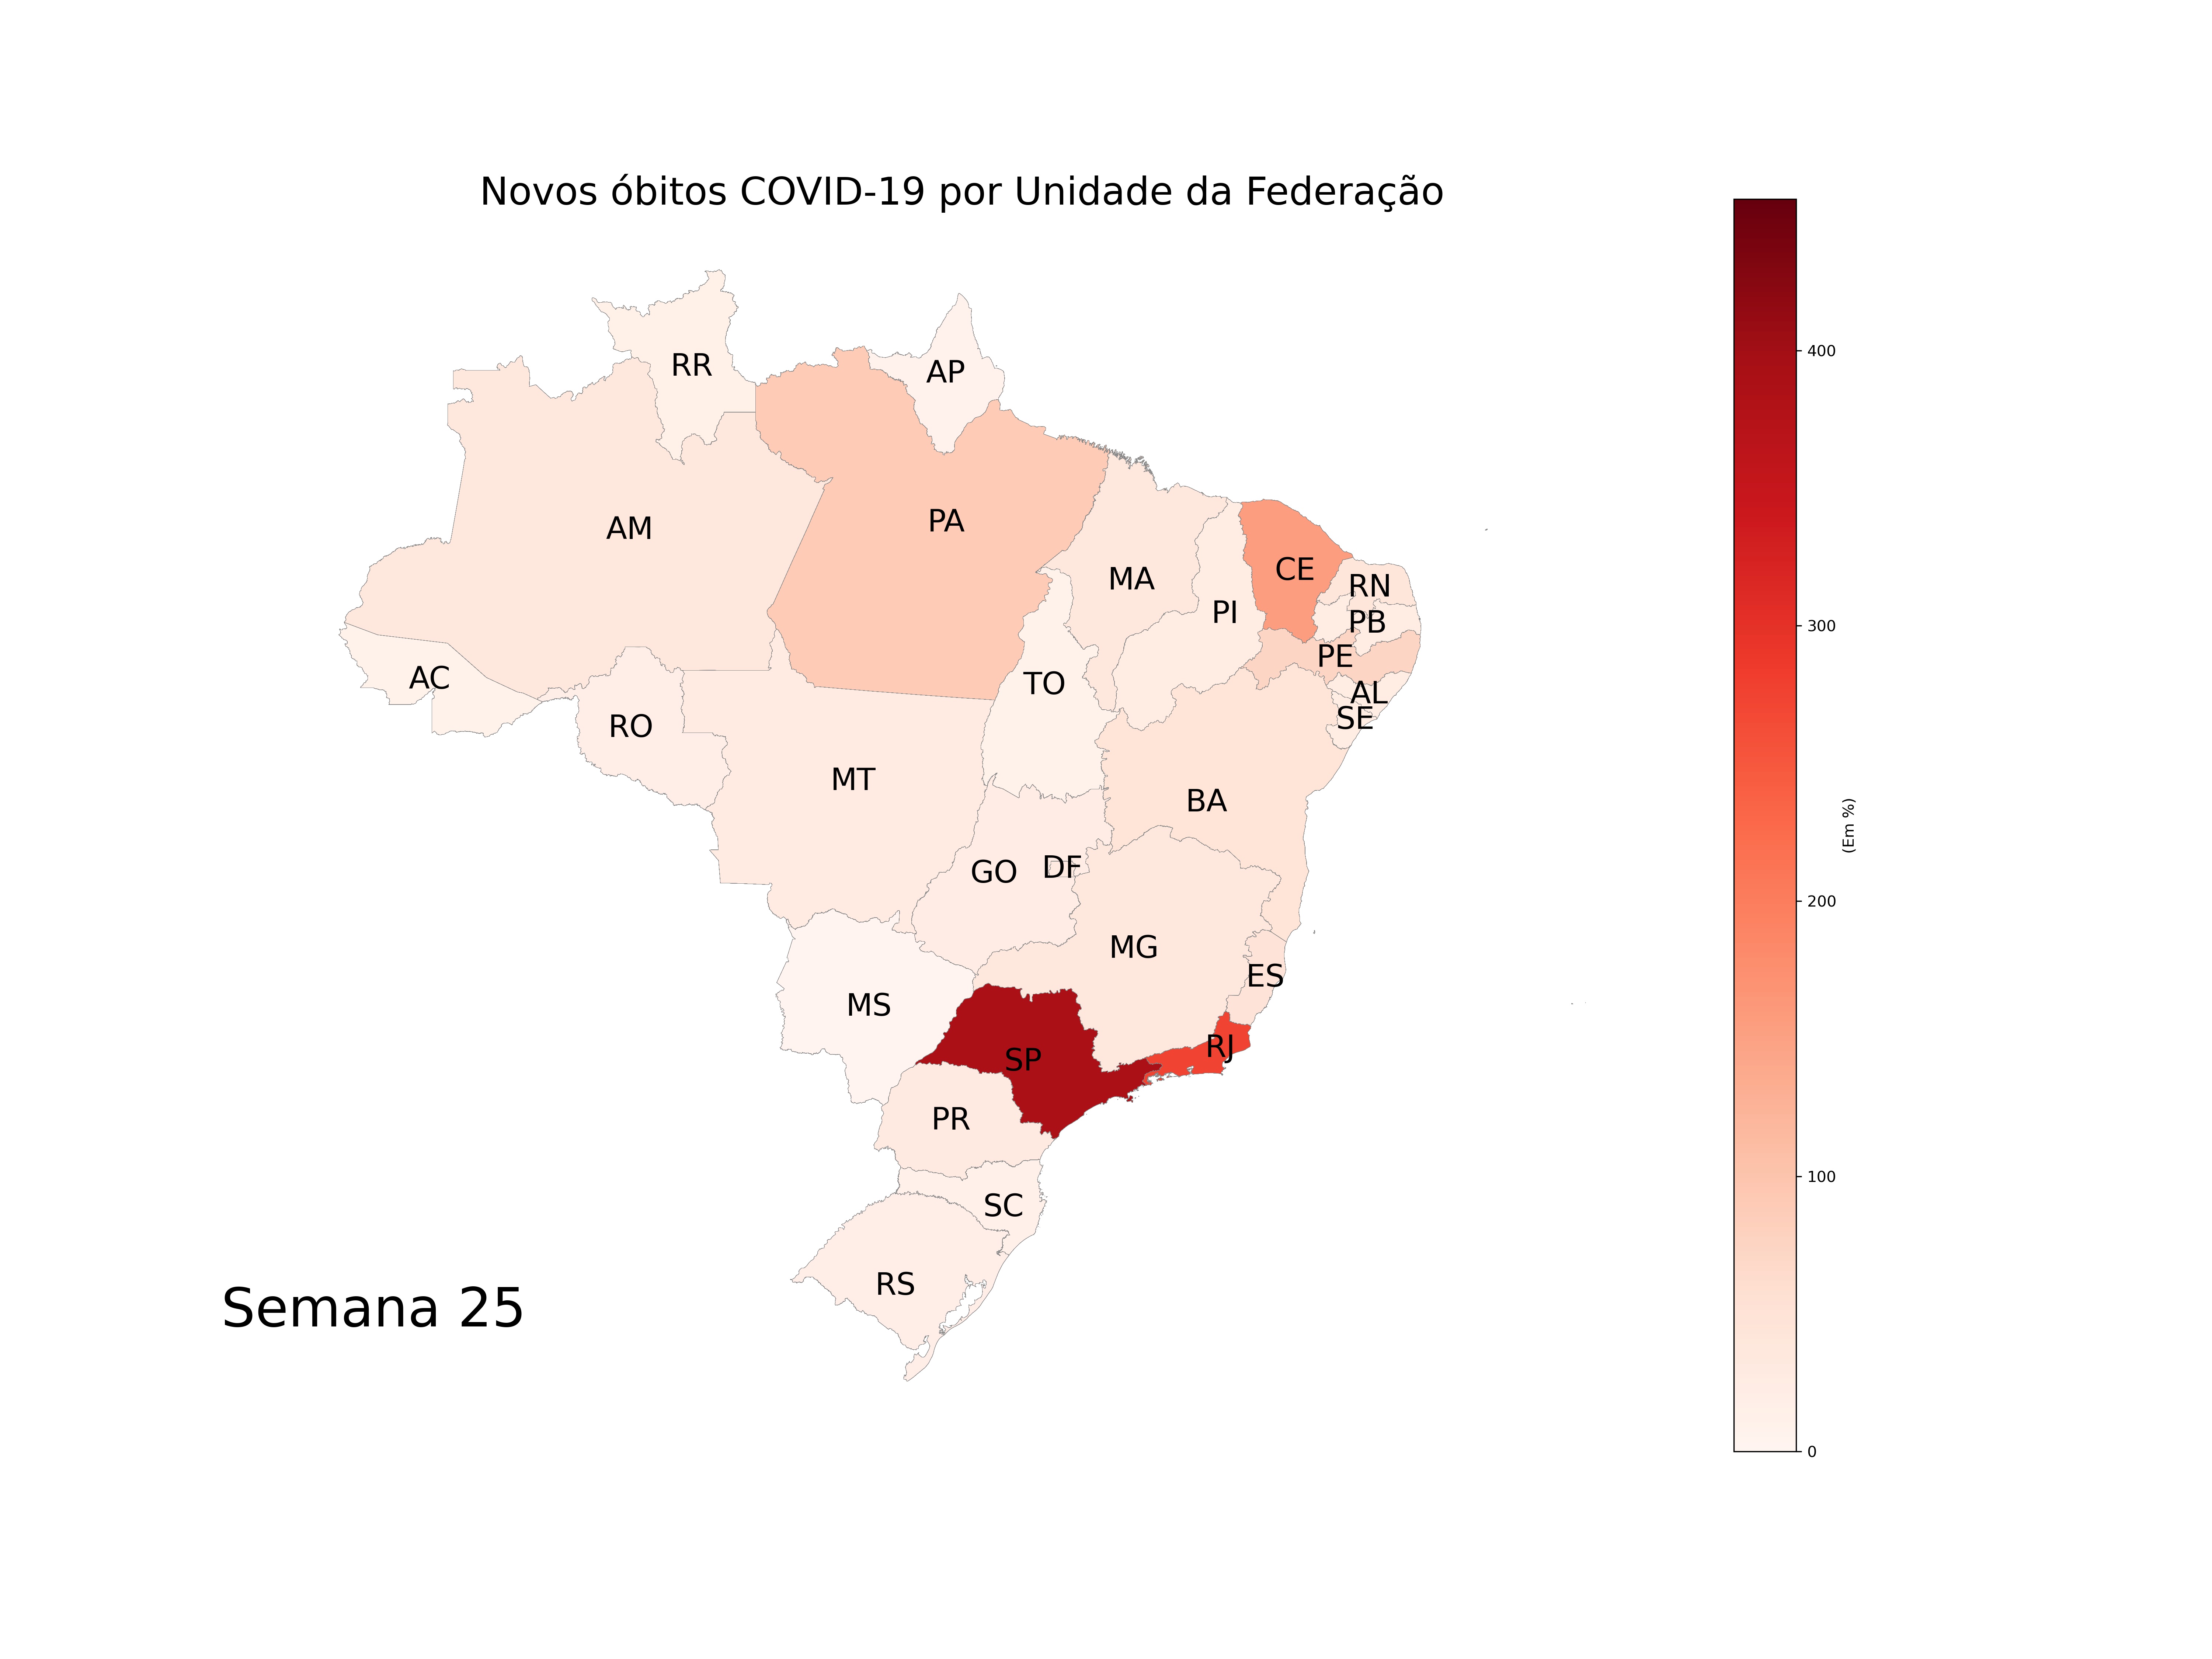 Novos óbitos COVID-19 por Unidade da Federação
RR
AP
AM
PA
MA
CE
RN
PI
PB
PE
AC
TO
AL
SE
RO
MT
BA
GO
DF
MG
ES
MS
SP
RJ
PR
SC
RS
Semana 25
400
300
(Em %)
200
100
0